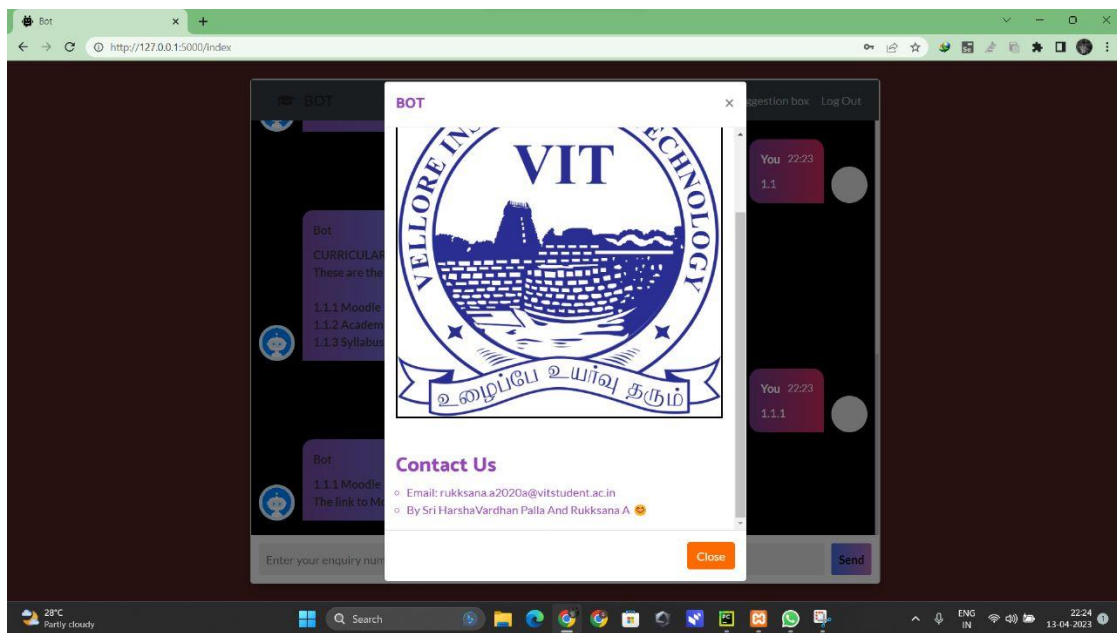 Bot
http://127.0.0.1:5000/index
BOT
ggestion box Log Out
BOT
VELLORE INS TECHNOLOGY
VIT
உழைப்பே உயர்வு தரும்
You 22:23
1.1
Bot
CURRICULAR
These are the
1.1.1 Moodle
1.1.2 Academ
1.1.3 Syllabus
You 22:23
1.1.1
Bot
1.1.1 Moodle
The link to Mo
Contact Us
Email: rukksana.a2020a@vitstudent.ac.in
By Sri HarshaVardhan Palla And Rukksana A 😊
Close
Enter your enquiry num
Send
28°C
Partly cloudy
Search
ENG
IN
22:24
13-04-2023